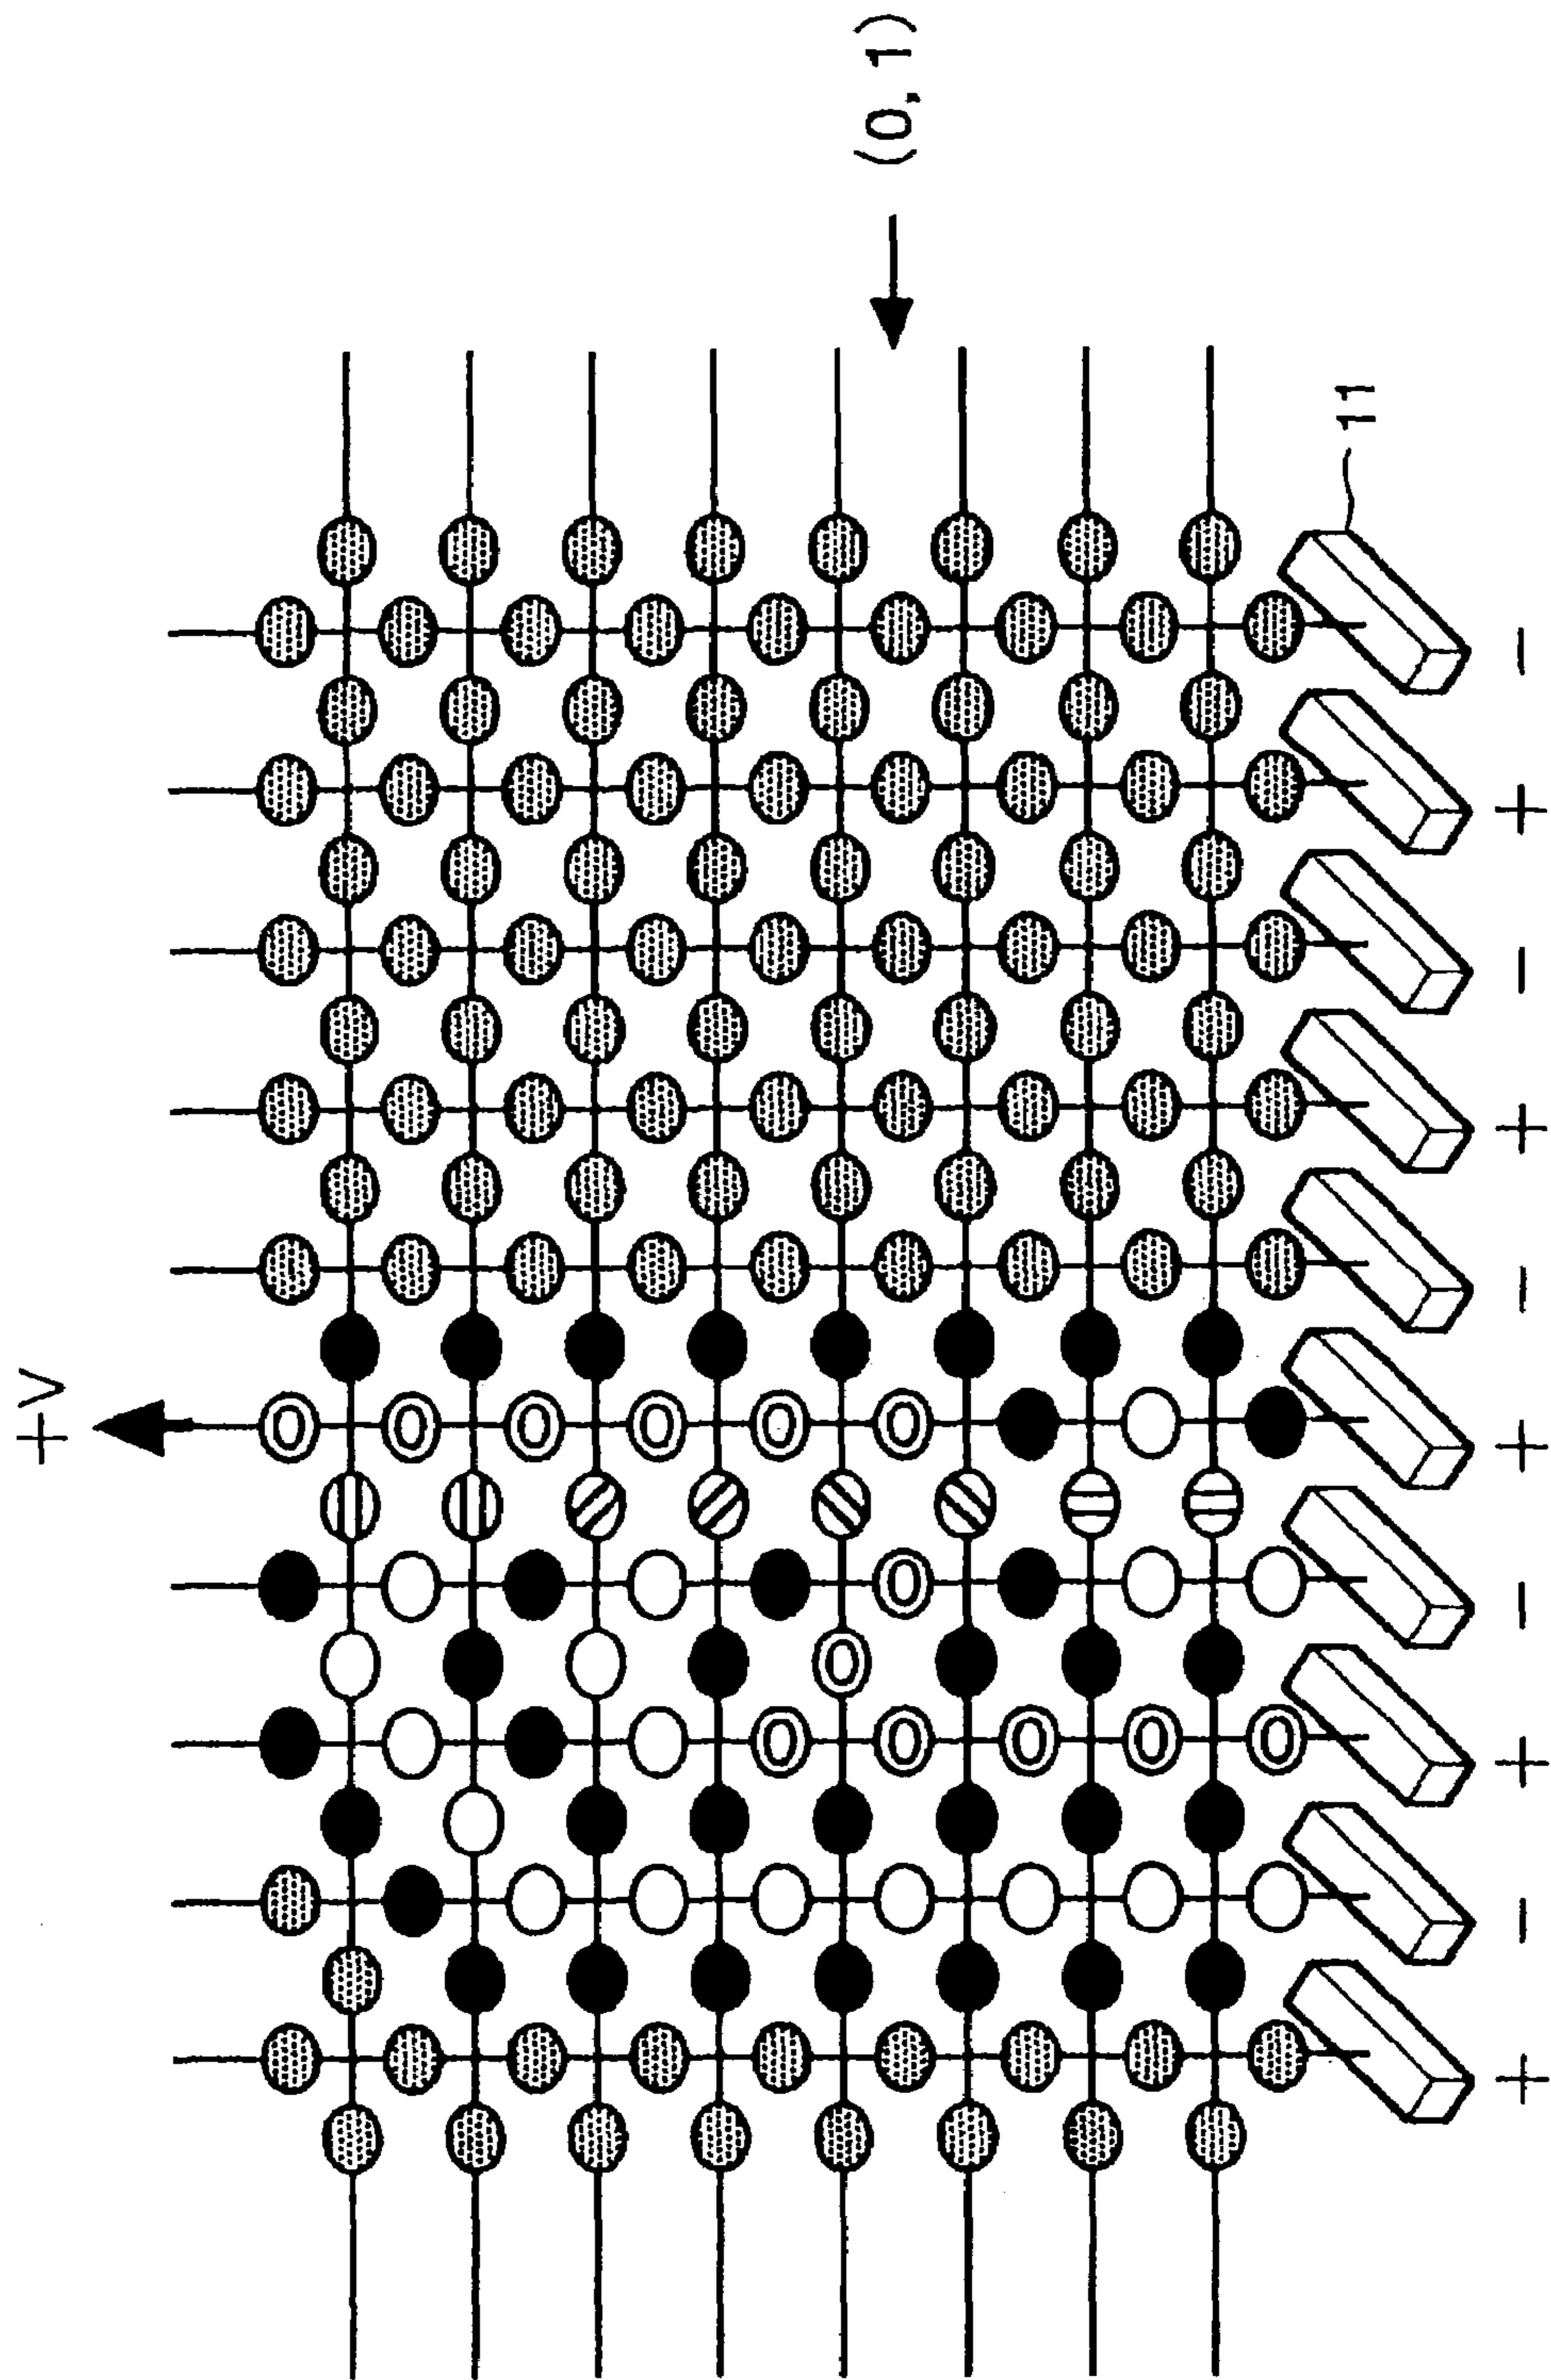 +V
(0, 1)
11
+ − + − + − + − + −